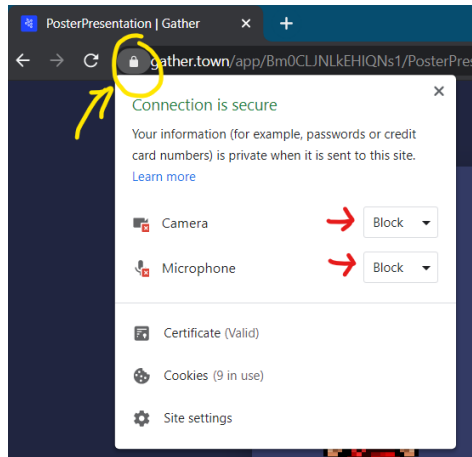 PosterPresentation | Gather
gather.town/app/Bm0CLJNLkEHIQNs1/PosterPres
Connection is secure
Your information (for example, passwords or credit
card numbers) is private when it is sent to this site.
Learn more
Camera
Block
Microphone
Block
Certificate (Valid)
Cookies (9 in use)
Site settings